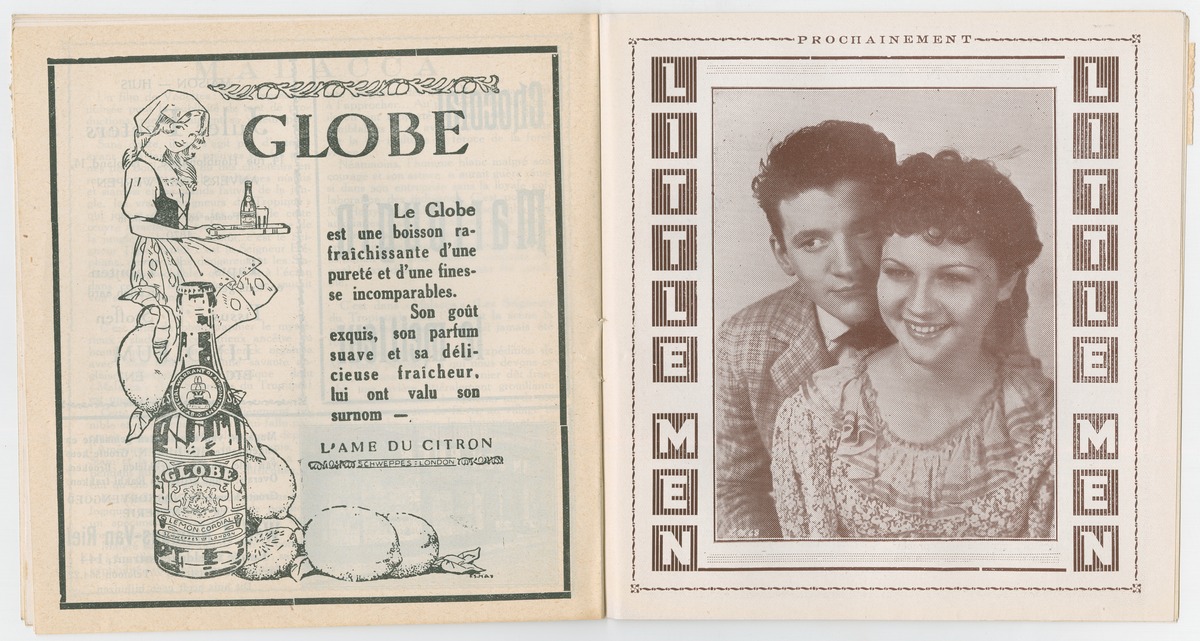 GLOBE
Le Globe
est une boisson ra-
fraîchissante d'une
pureté et d'une fines-
se incomparables.
Son goût
exquis, son parfum
suave et sa déli-
cieuse fraîcheur,
lui ont valu son
surnom —
L'AME DU CITRON
SCHWEPPES : LONDON
GLOBE
LEMON CORDIAL
SCHWEPPES LONDON
PROCHAINEMENT
LITTLE MEN
LITTLE MEN